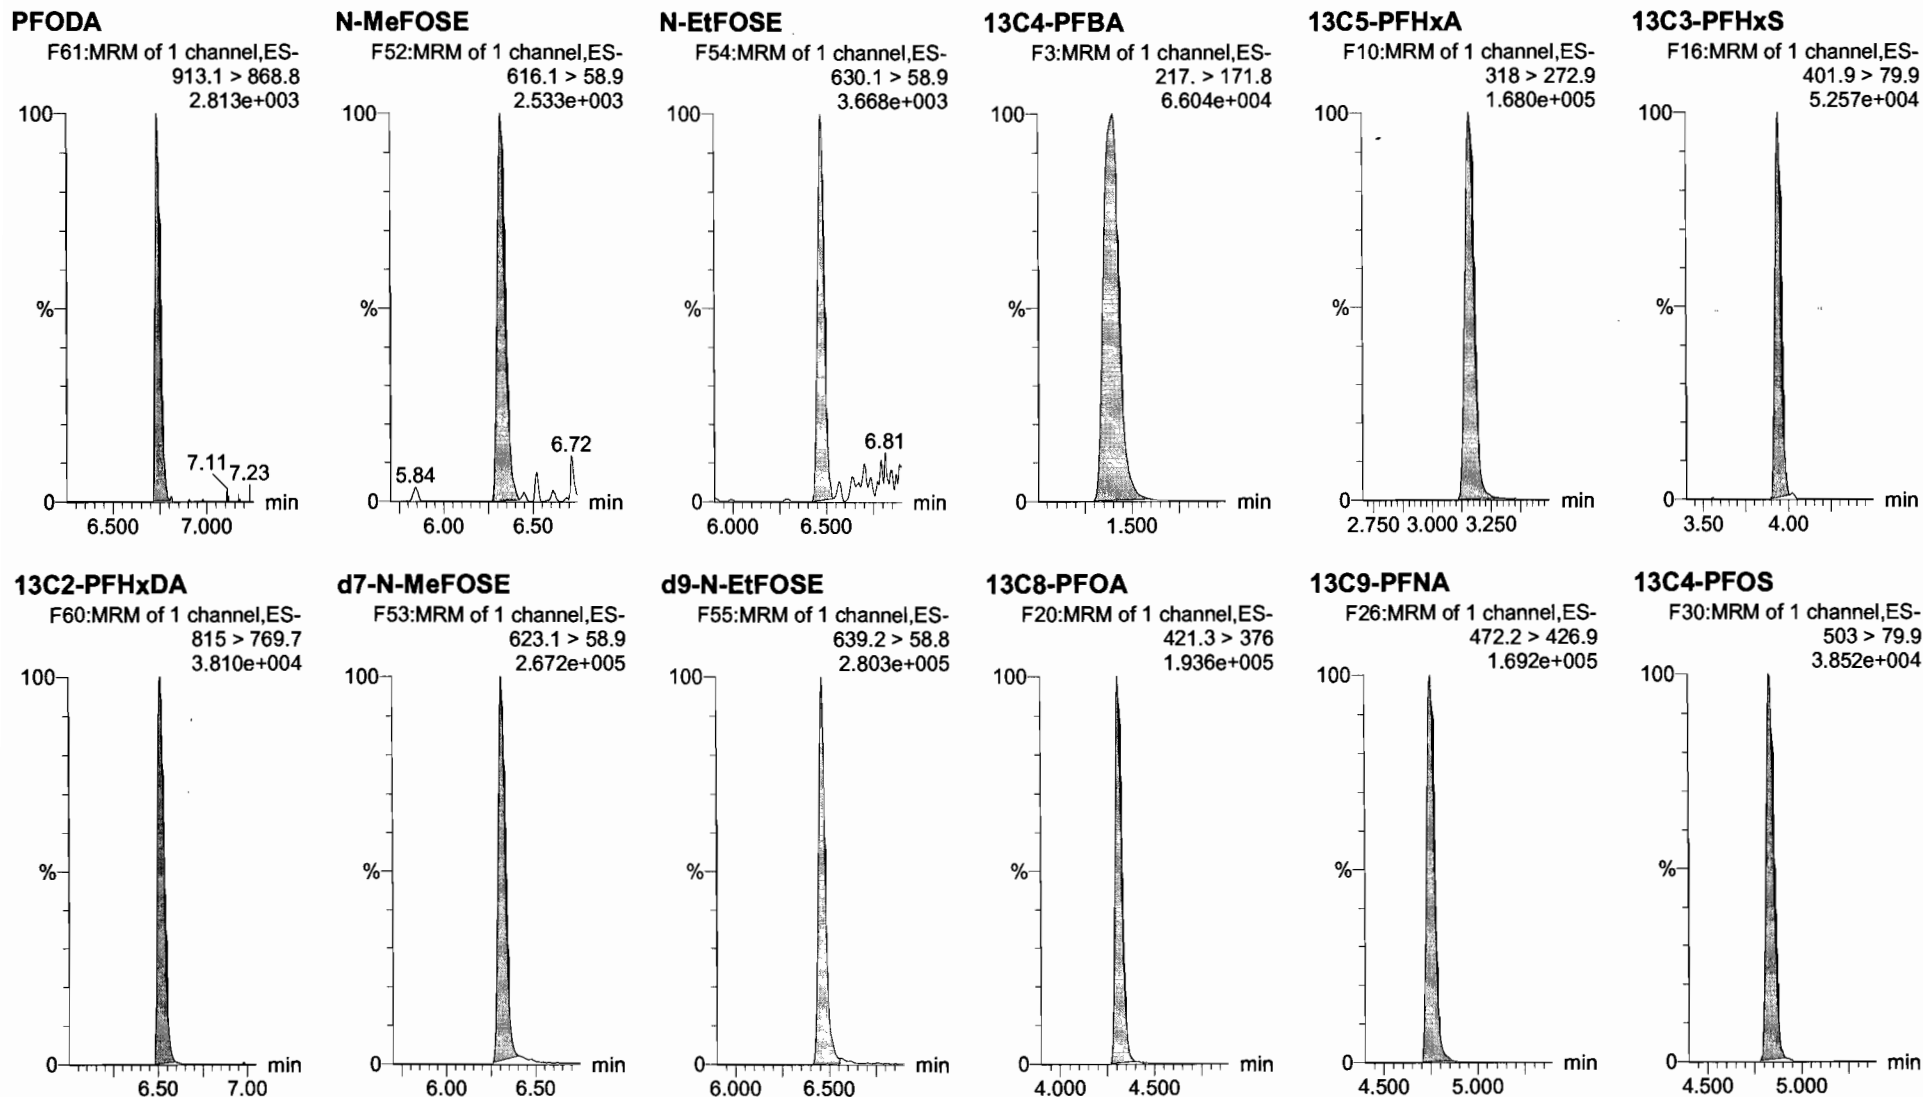 PFODA
F61:MRM of 1 channel,ES-
913.1 > 868.8
2.813e+003
100
%
0
7.11
7.23
min
6.500 7.000
N-MeFOSE
F52:MRM of 1 channel,ES-
616.1 > 58.9
2.533e+003
100
%
0
5.84
6.72
min
6.00 6.50
N-EtFOSE
F54:MRM of 1 channel,ES-
630.1 > 58.9
3.668e+003
100
%
0
6.81
min
6.000 6.500
13C4-PFBA
F3:MRM of 1 channel,ES-
217. > 171.8
6.604e+004
100
%
0
min
1.500
13C5-PFHxA
F10:MRM of 1 channel,ES-
318 > 272.9
1.680e+005
100
%
0
min
2.750 3.000 3.250
13C3-PFHxS
F16:MRM of 1 channel,ES-
401.9 > 79.9
5.257e+004
100
%
0
min
3.50 4.00
13C2-PFHxDA
F60:MRM of 1 channel,ES-
815 > 769.7
3.810e+004
100
%
0
min
6.50 7.00
d7-N-MeFOSE
F53:MRM of 1 channel,ES-
623.1 > 58.9
2.672e+005
100
%
0
min
6.00 6.50
d9-N-EtFOSE
F55:MRM of 1 channel,ES-
639.2 > 58.8
2.803e+005
100
%
0
min
6.000 6.500
13C8-PFOA
F20:MRM of 1 channel,ES-
421.3 > 376
1.936e+005
100
%
0
min
4.000 4.500
13C9-PFNA
F26:MRM of 1 channel,ES-
472.2 > 426.9
1.692e+005
100
%
0
min
4.500 5.000
13C4-PFOS
F30:MRM of 1 channel,ES-
503 > 79.9
3.852e+004
100
%
0
min
4.500 5.000